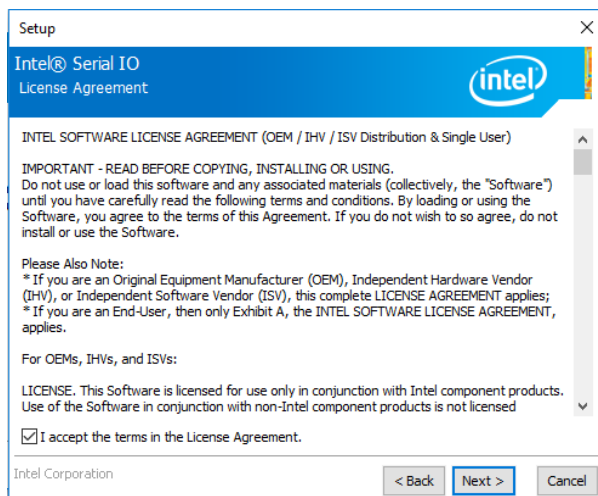 Setup
Intel® Serial IO
License Agreement
intel
INTEL SOFTWARE LICENSE AGREEMENT (OEM / IHV / ISV Distribution & Single User)
IMPORTANT - READ BEFORE COPYING, INSTALLING OR USING.
Do not use or load this software and any associated materials (collectively, the "Software")
until you have carefully read the following terms and conditions. By loading or using the
Software, you agree to the terms of this Agreement. If you do not wish to so agree, do not
install or use the Software.
Please Also Note:
* If you are an Original Equipment Manufacturer (OEM), Independent Hardware Vendor
(IHV), or Independent Software Vendor (ISV), this complete LICENSE AGREEMENT applies;
* If you are an End-User, then only Exhibit A, the INTEL SOFTWARE LICENSE AGREEMENT,
applies.
For OEMs, IHVs, and ISVs:
LICENSE. This Software is licensed for use only in conjunction with Intel component products.
Use of the Software in conjunction with non-Intel component products is not licensed
I accept the terms in the License Agreement.
Intel Corporation
< Back Next > Cancel